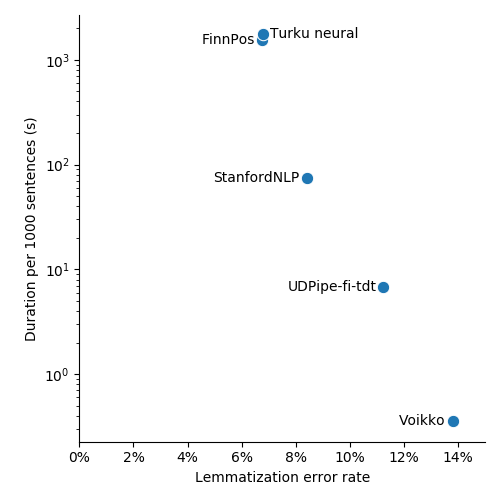 Turku neural
FinnPos
10³
10²
StanfordNLP
10¹
UDPipe-fi-tdt
10⁰
Voikko
Duration per 1000 sentences (s)
0% 2% 4% 6% 8% 10% 12% 14%
Lemmatization error rate